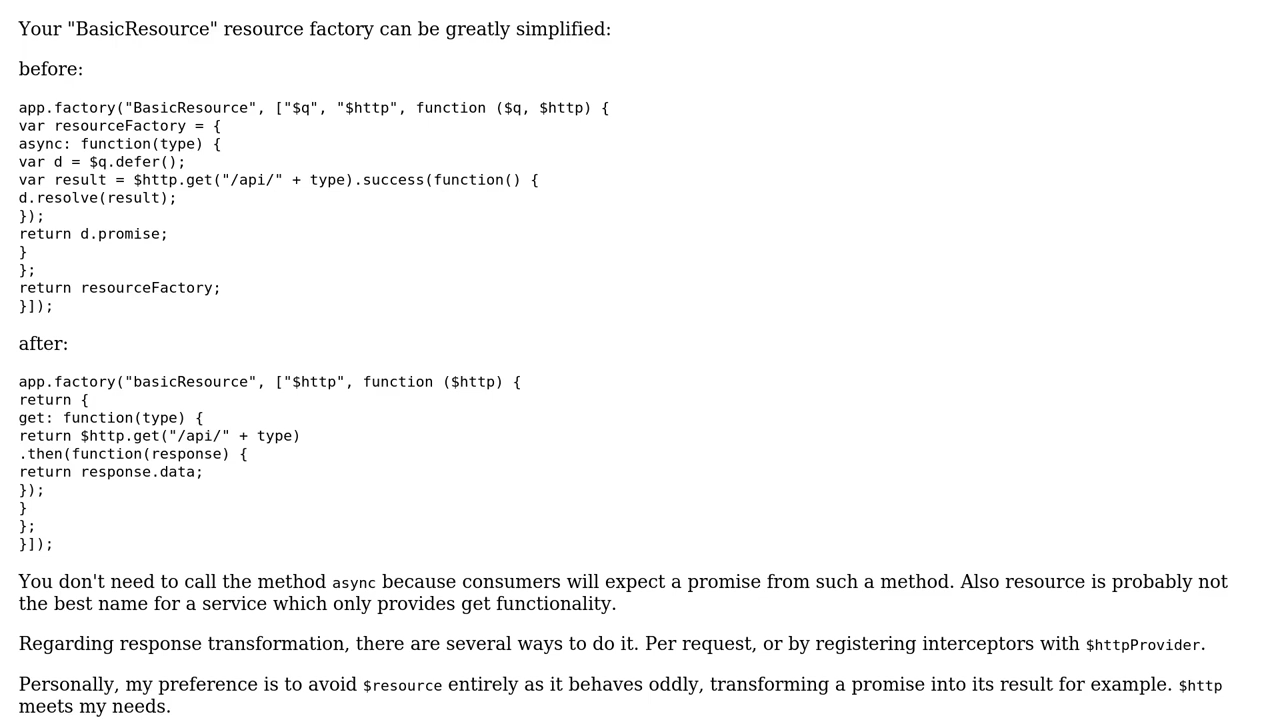 Your "BasicResource" resource factory can be greatly simplified:
before:
app.factory("BasicResource", ["$q", "$http", function ($q, $http) {
var resourceFactory = {
async: function(type) {
var d = $q.defer();
var result = $http.get("/api/" + type).success(function() {
d.resolve(result);
});
return d.promise;
}
};
return resourceFactory;
}]);
after:
app.factory("basicResource", ["$http", function ($http) {
return {
get: function(type) {
return $http.get("/api/" + type)
.then(function(response) {
return response.data;
});
}
};
}]);
You don't need to call the method async because consumers will expect a promise from such a method. Also resource is probably not
the best name for a service which only provides get functionality.
Regarding response transformation, there are several ways to do it. Per request, or by registering interceptors with $httpProvider.
Personally, my preference is to avoid $resource entirely as it behaves oddly, transforming a promise into its result for example. $http
meets my needs.